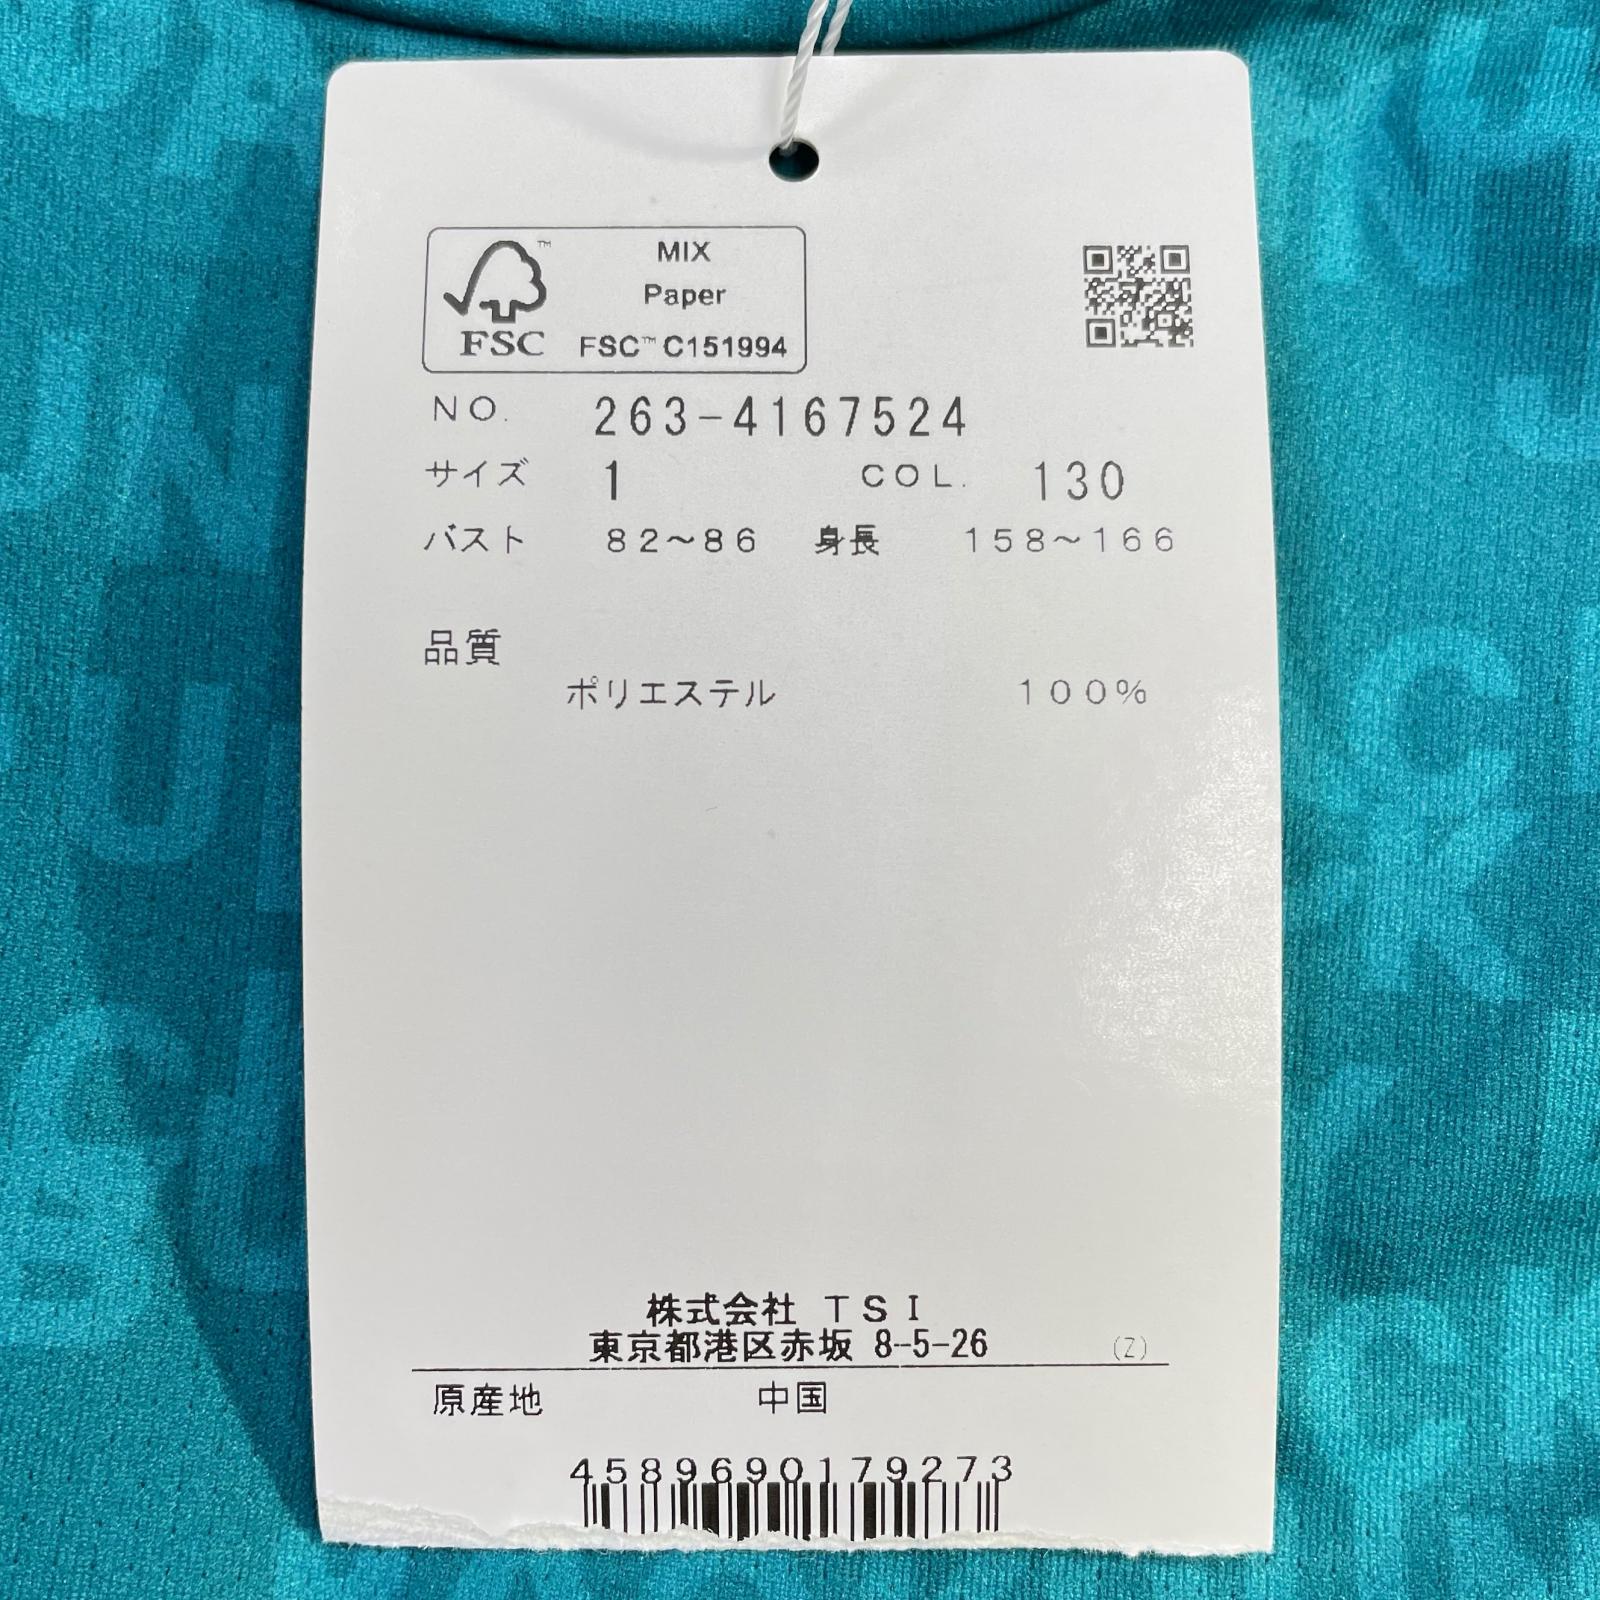 MIX
Paper
FSC™ FSC™ C151994
NO. 263-4167524
サイズ 1 COL. 130
バスト 82～86 身長 158～166
品質
ポリエステル 100%
株式会社 TSI
東京都港区赤坂 8-5-26 (Z)
原産地 中国
4589690179273